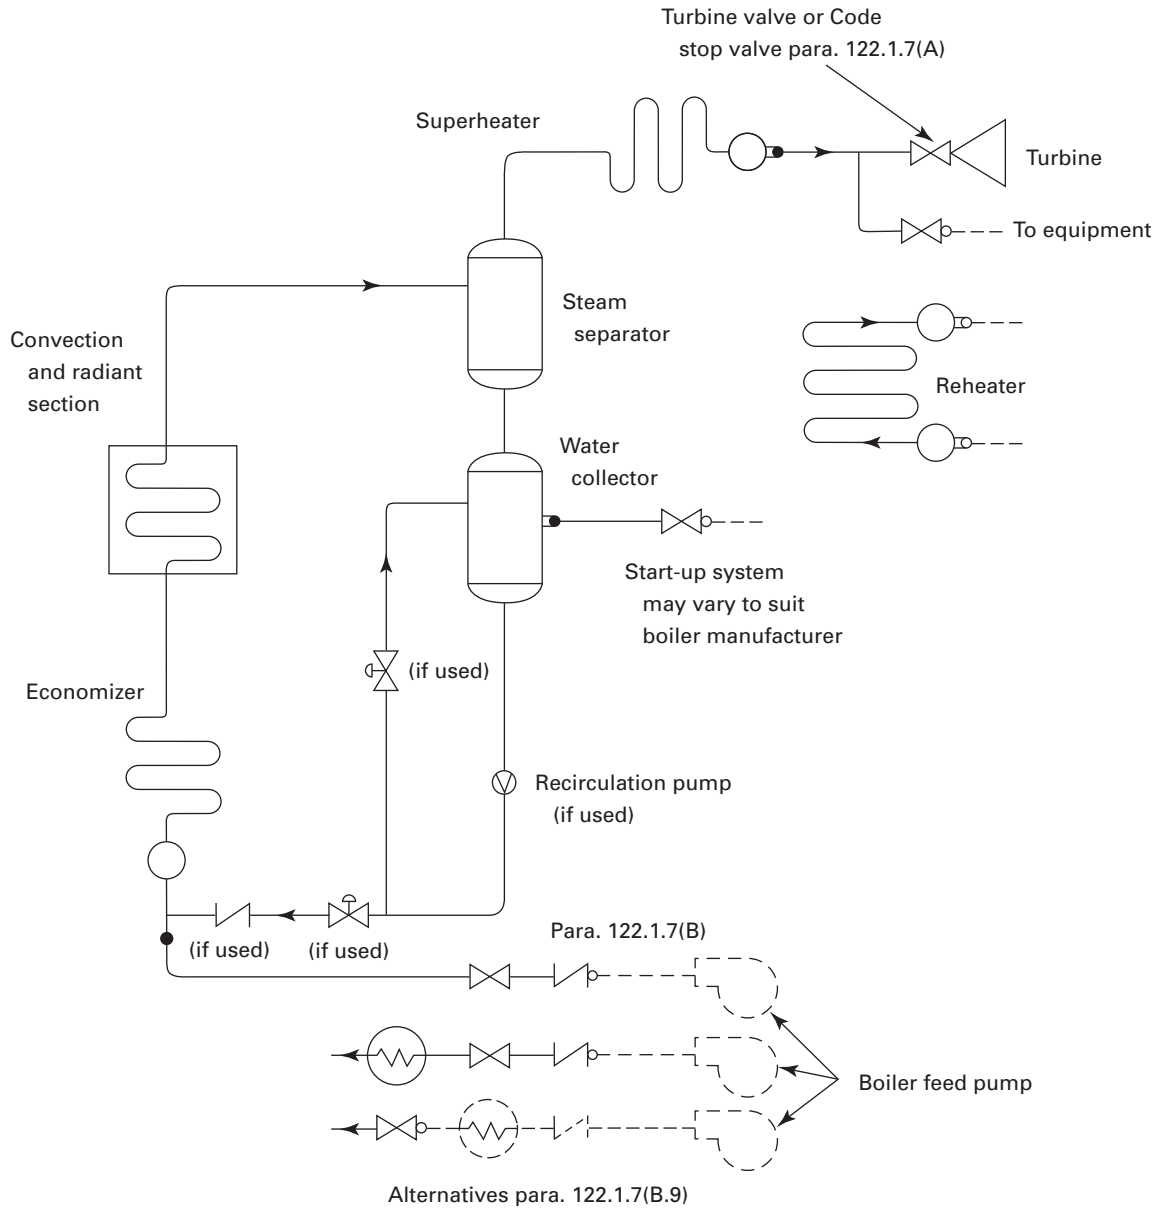 Turbine valve or Code
stop valve para. 122.1.7(A)
Superheater
Turbine
To equipment
Steam
separator
Convection
and radiant
section
Reheater
Water
collector
Start-up system
may vary to suit
boiler manufacturer
(if used)
Economizer
Recirculation pump
(if used)
(if used)
(if used)
Para. 122.1.7(B)
Boiler feed pump
Alternatives para. 122.1.7(B.9)